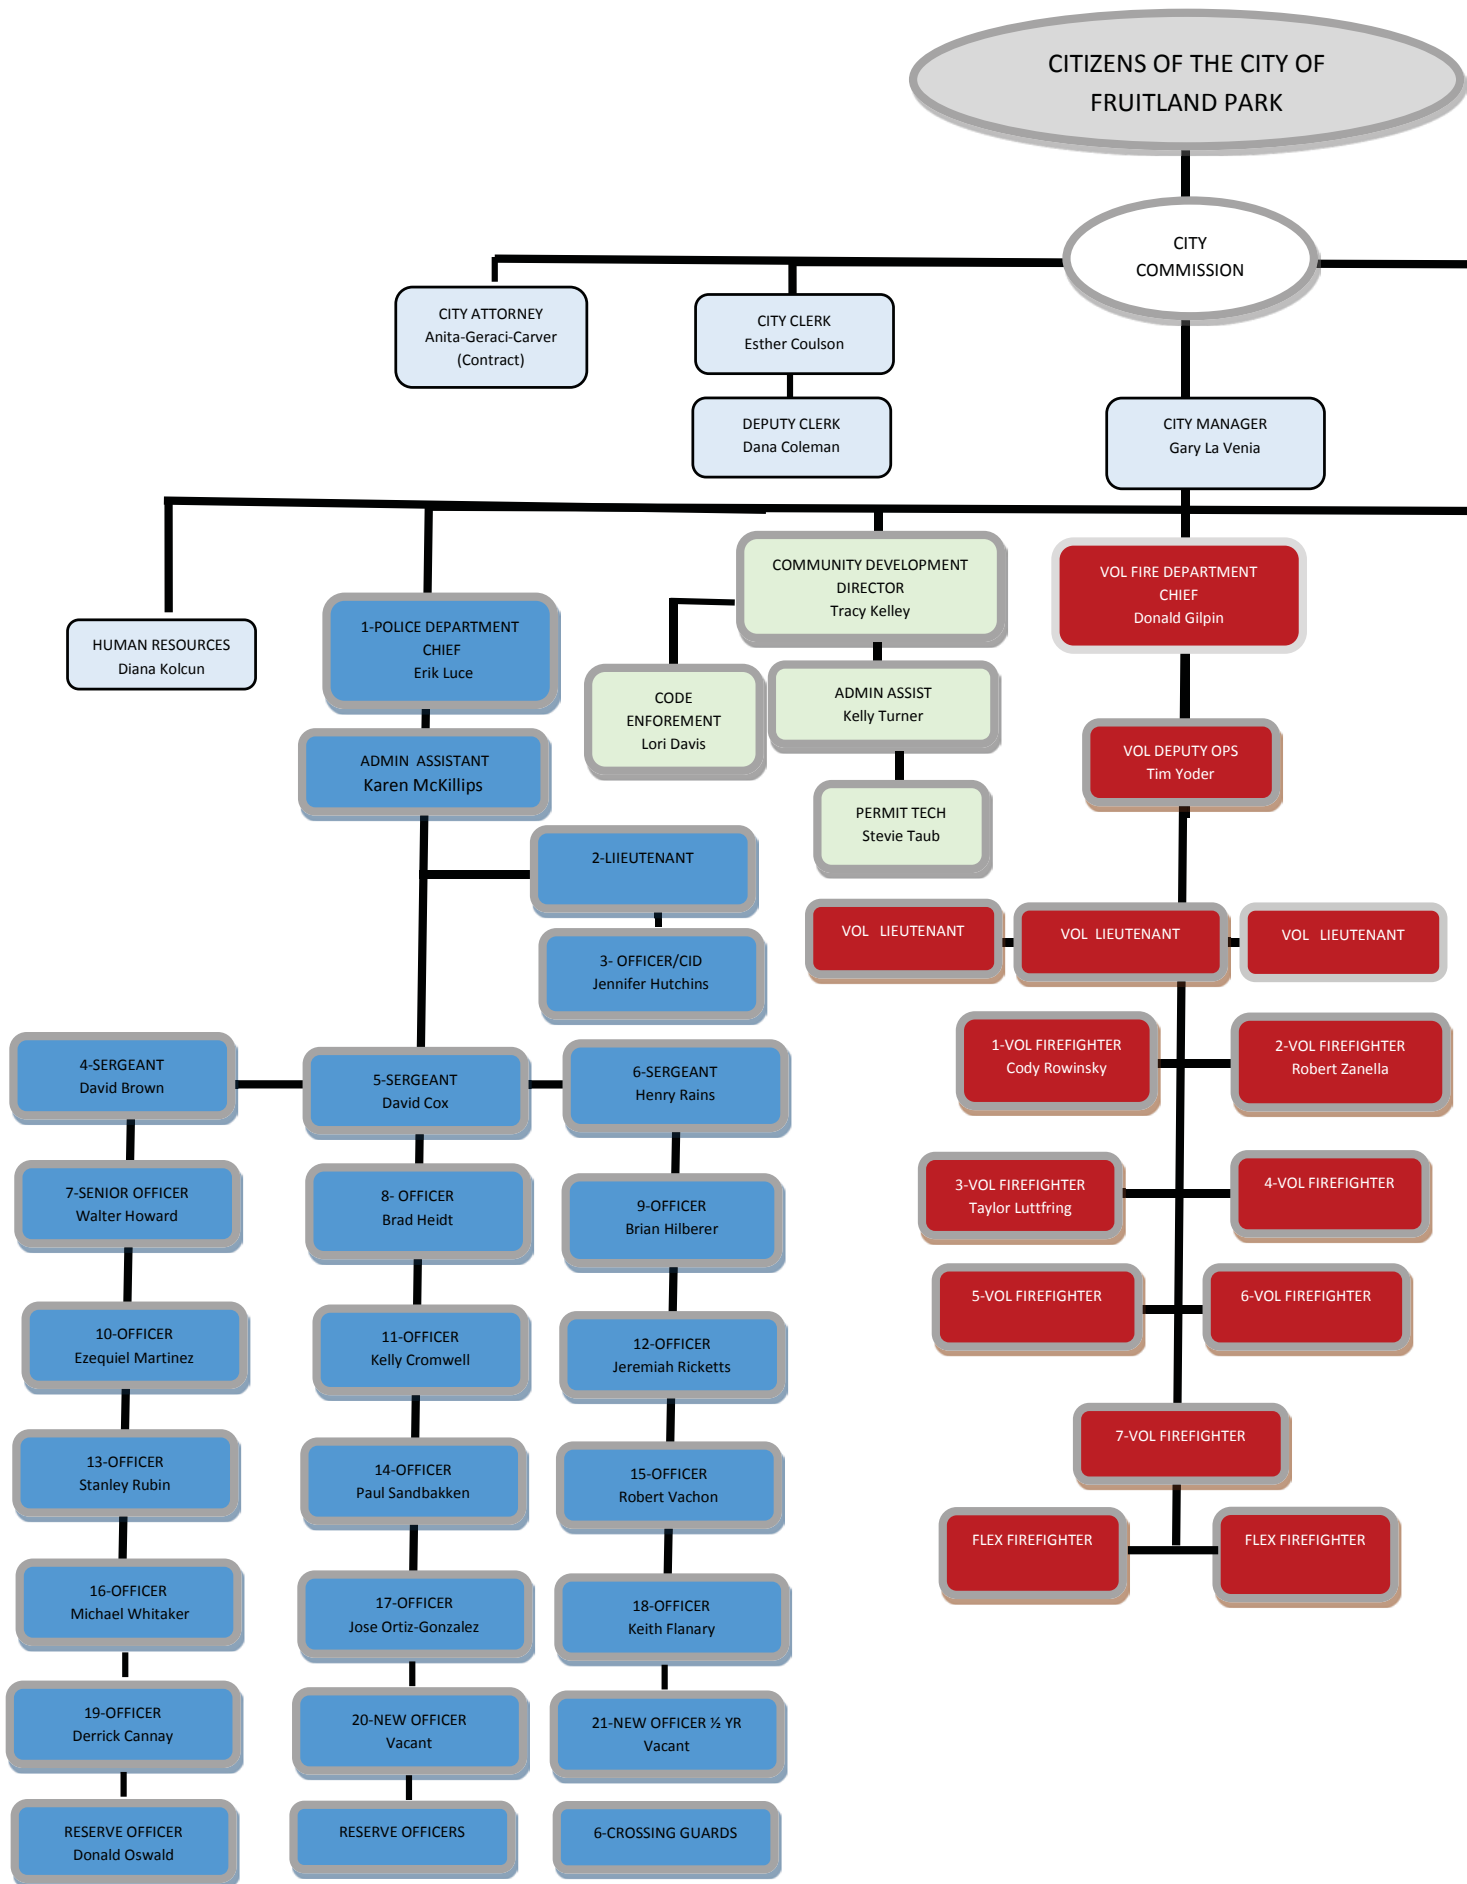 CITIZENS OF THE CITY OF
FRUITLAND PARK
CITY
COMMISSION
CITY ATTORNEY
Anita-Geraci-Carver
(Contract)
CITY CLERK
Esther Coulson
DEPUTY CLERK
Dana Coleman
CITY MANAGER
Gary La Venia
HUMAN RESOURCES
Diana Kolcun
1-POLICE DEPARTMENT
CHIEF
Erik Luce
ADMIN  ASSISTANT
Karen McKillips
COMMUNITY DEVELOPMENT
DIRECTOR
Tracy Kelley
CODE
ENFOREMENT
Lori Davis
ADMIN ASSIST
Kelly Turner
PERMIT TECH
Stevie Taub
VOL FIRE DEPARTMENT
CHIEF
Donald Gilpin
VOL DEPUTY OPS
Tim Yoder
2-LIIEUTENANT
3- OFFICER/CID
Jennifer Hutchins
VOL   LIEUTENANT
VOL  LIEUTENANT
VOL   LIEUTENANT
4-SERGEANT
David Brown
5-SERGEANT
David Cox
6-SERGEANT
Henry Rains
1-VOL FIREFIGHTER
Cody Rowinsky
2-VOL FIREFIGHTER
Robert Zanella
7-SENIOR OFFICER
Walter Howard
8- OFFICER
Brad Heidt
9-OFFICER
Brian Hilberer
3-VOL FIREFIGHTER
Taylor Luttfring
4-VOL FIREFIGHTER
10-OFFICER
Ezequiel Martinez
11-OFFICER
Kelly Cromwell
12-OFFICER
Jeremiah Ricketts
5-VOL FIREFIGHTER
6-VOL FIREFIGHTER
13-OFFICER
Stanley Rubin
14-OFFICER
Paul Sandbakken
15-OFFICER
Robert Vachon
7-VOL FIREFIGHTER
FLEX FIREFIGHTER
FLEX FIREFIGHTER
16-OFFICER
Michael Whitaker
17-OFFICER
Jose Ortiz-Gonzalez
18-OFFICER
Keith Flanary
19-OFFICER
Derrick Cannay
20-NEW OFFICER
Vacant
21-NEW OFFICER ½ YR
Vacant
RESERVE OFFICER
Donald Oswald
RESERVE OFFICERS
6-CROSSING GUARDS